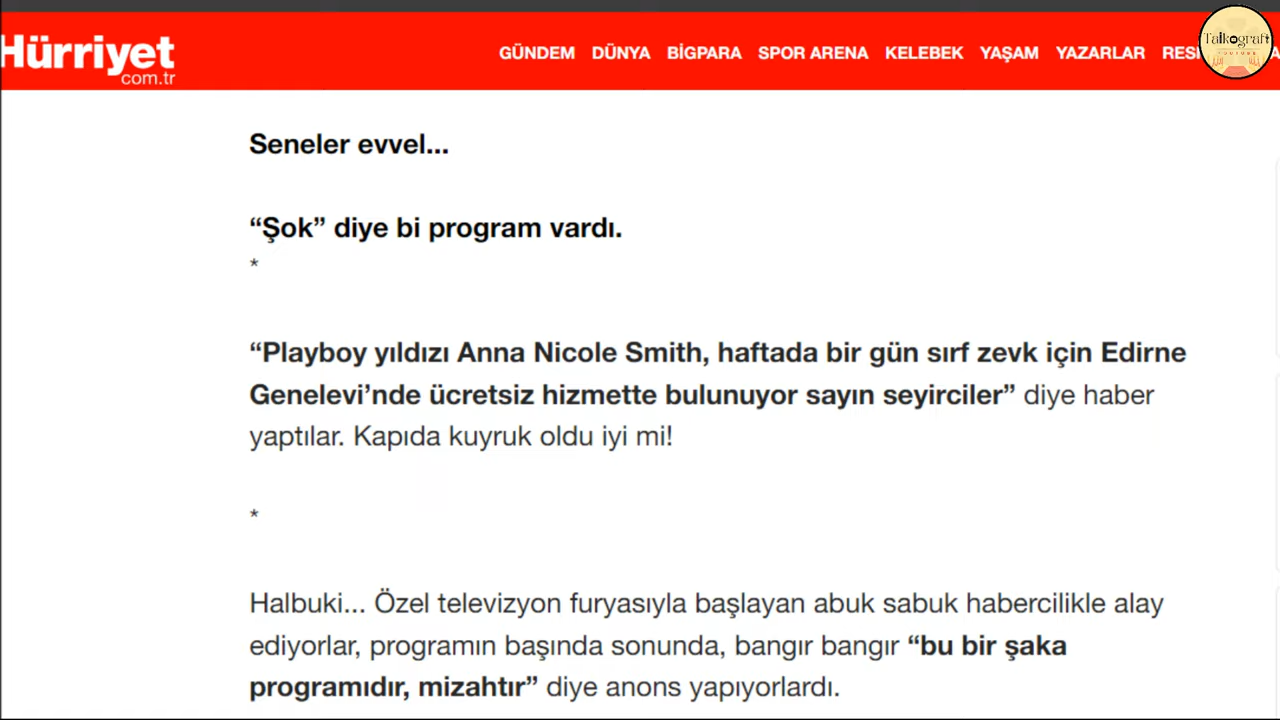 Hürriyet
com.tr
GÜNDEM DÜNYA BİGPARA SPOR ARENA KELEBEK YAŞAM YAZARLAR
Talkografi
YOUTUBE
Seneler evvel...
“Şok” diye bi program vardı.
*
“Playboy yıldızı Anna Nicole Smith, haftada bir gün sırf zevk için Edirne
Genelevi’nde ücretsiz hizmette bulunuyor sayın seyirciler” diye haber
yaptılar. Kapıda kuyruk oldu iyi mi!
*
Halbuki... Özel televizyon furyasıyla başlayan abuk sabuk habercilikle alay
ediyorlar, programın başında sonunda, bangır bangır “bu bir şaka
programıdır, mizahtır” diye anons yapıyorlardı.